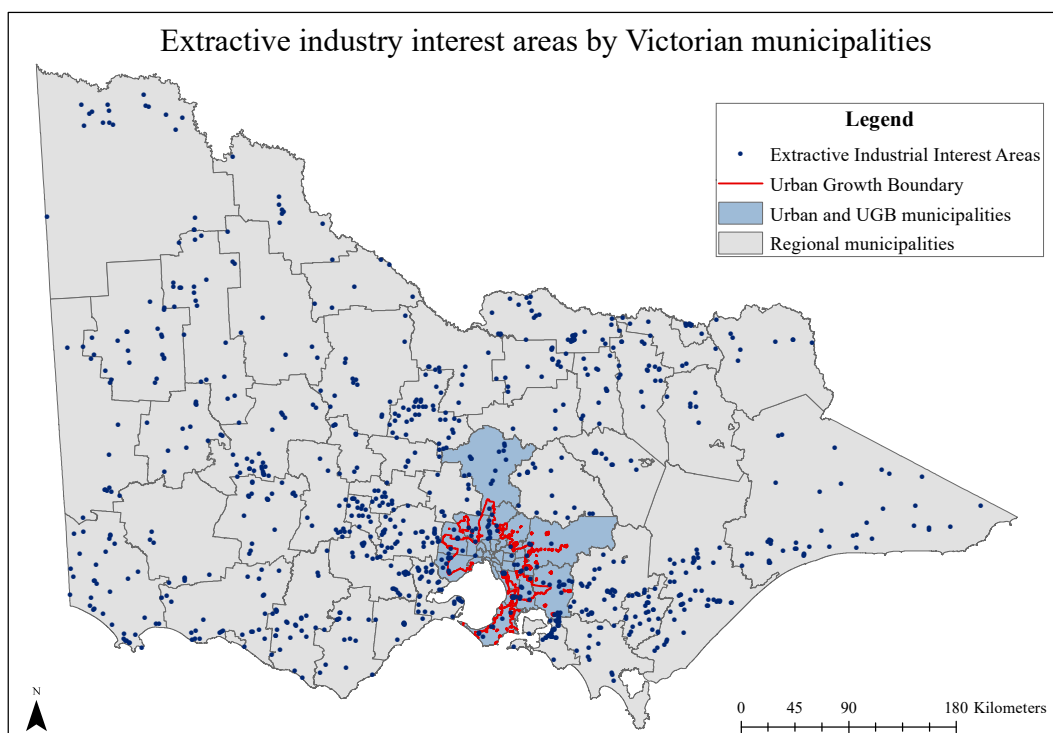 Extractive industry interest areas by Victorian municipalities
Legend
Extractive Industrial Interest Areas
Urban Growth Boundary
Urban and UGB municipalities
Regional municipalities
N
0 45 90 180 Kilometers